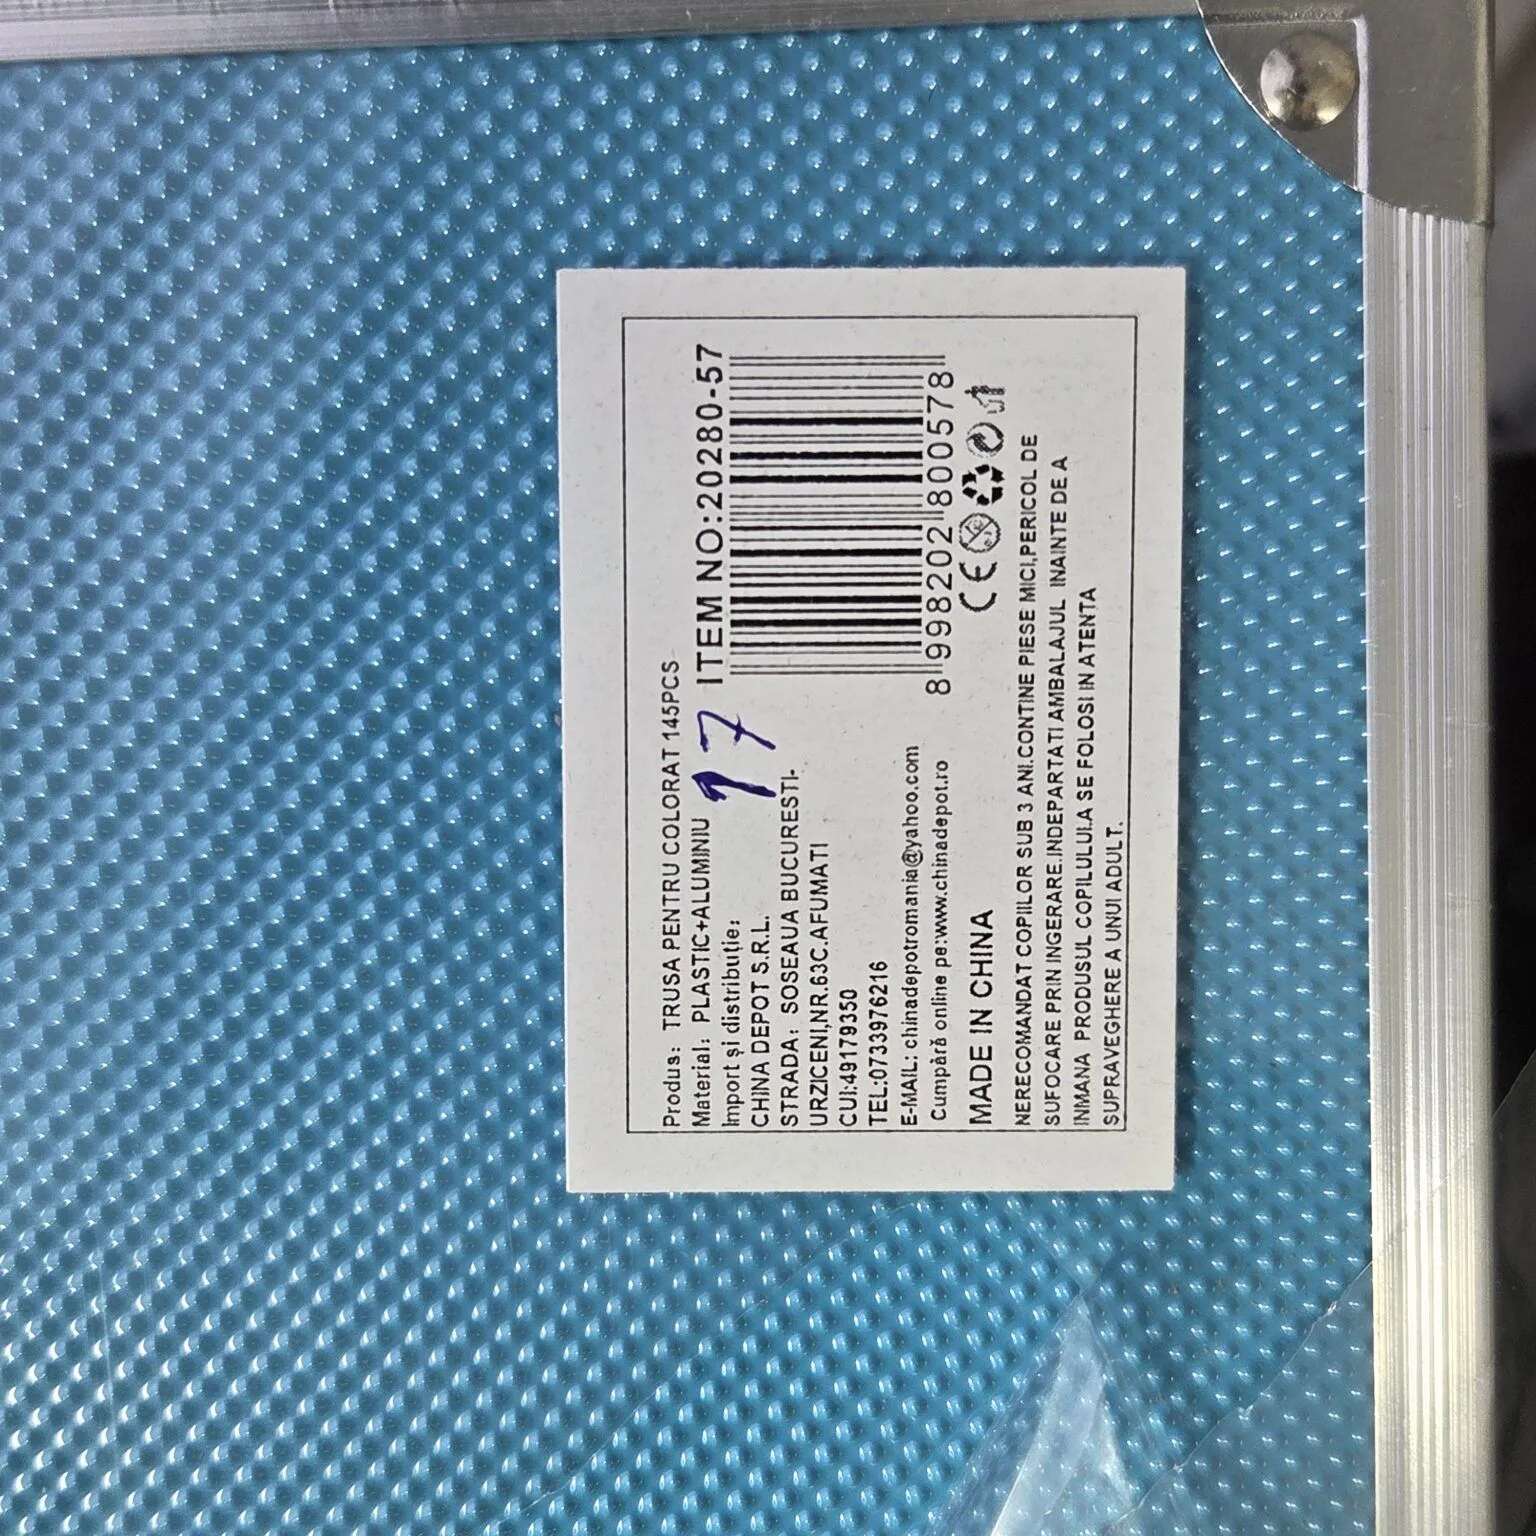 Produs: TRUSA PENTRU COLORAT 145PCS
Material: PLASTIC+ALUMINIU
17
Import și distribuție:
CHINA DEPOT S.R.L.
STRADA: SOSEAUA BUCURESTI-
URZICENI,NR.63C.AFUMATI
CUI:49179350
TEL:0733976216
E-MAIL: chinadepotromania@yahoo.com
Cumpără online pe:www.chinadepot.ro
ITEM NO:20280-57
8 998202 800578
MADE IN CHINA
CE
NERECOMANDAT COPIILOR SUB 3 ANI.CONTINE PIESE MICI,PERICOL DE
SUFOCARE PRIN INGERARE.INDEPARTATI AMBALAJUL INAINTE DE A
INMANA PRODUSUL COPILULUI.A SE FOLOSI IN ATENTA
SUPRAVEGHERE A UNUI ADULT.